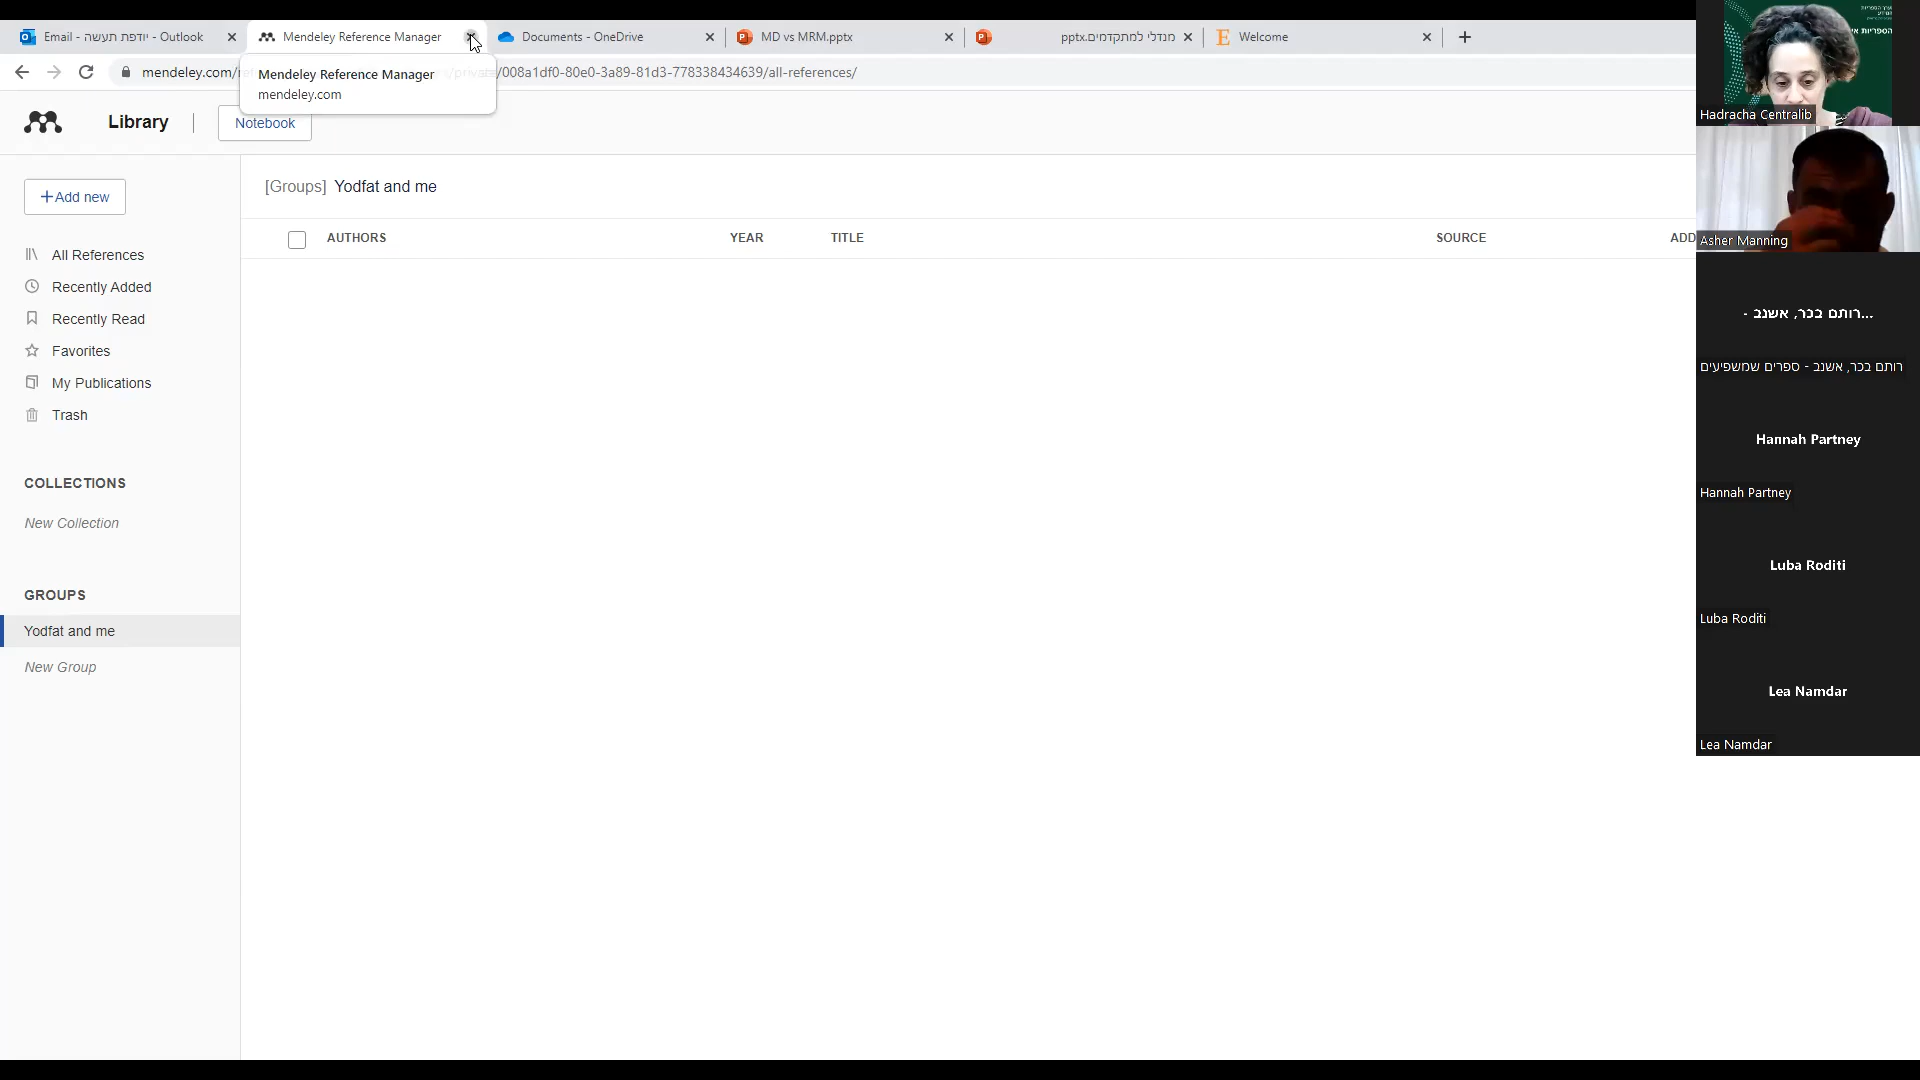 Email - יודפת תעשה - Outlook
Mendeley Reference Manager
Documents - OneDrive
MD vs MRM.pptx
מנדלי למתקדמים.pptx
Welcome
mendeley.com/
/008a1df0-80e0-3a89-81d3-778338434639/all-references/
Mendeley Reference Manager
mendeley.com
Library
Notebook
+Add new
All References
Recently Added
Recently Read
Favorites
My Publications
Trash
COLLECTIONS
New Collection
GROUPS
Yodfat and me
New Group
[Groups] Yodfat and me
AUTHORS
YEAR
TITLE
SOURCE
ADD
Hadracha Centralib
Asher Manning
רותם בכר, אשנב - ...
רותם בכר, אשנב - ספרים שמשפיעים
Hannah Partney
Hannah Partney
Luba Roditi
Luba Roditi
Lea Namdar
Lea Namdar